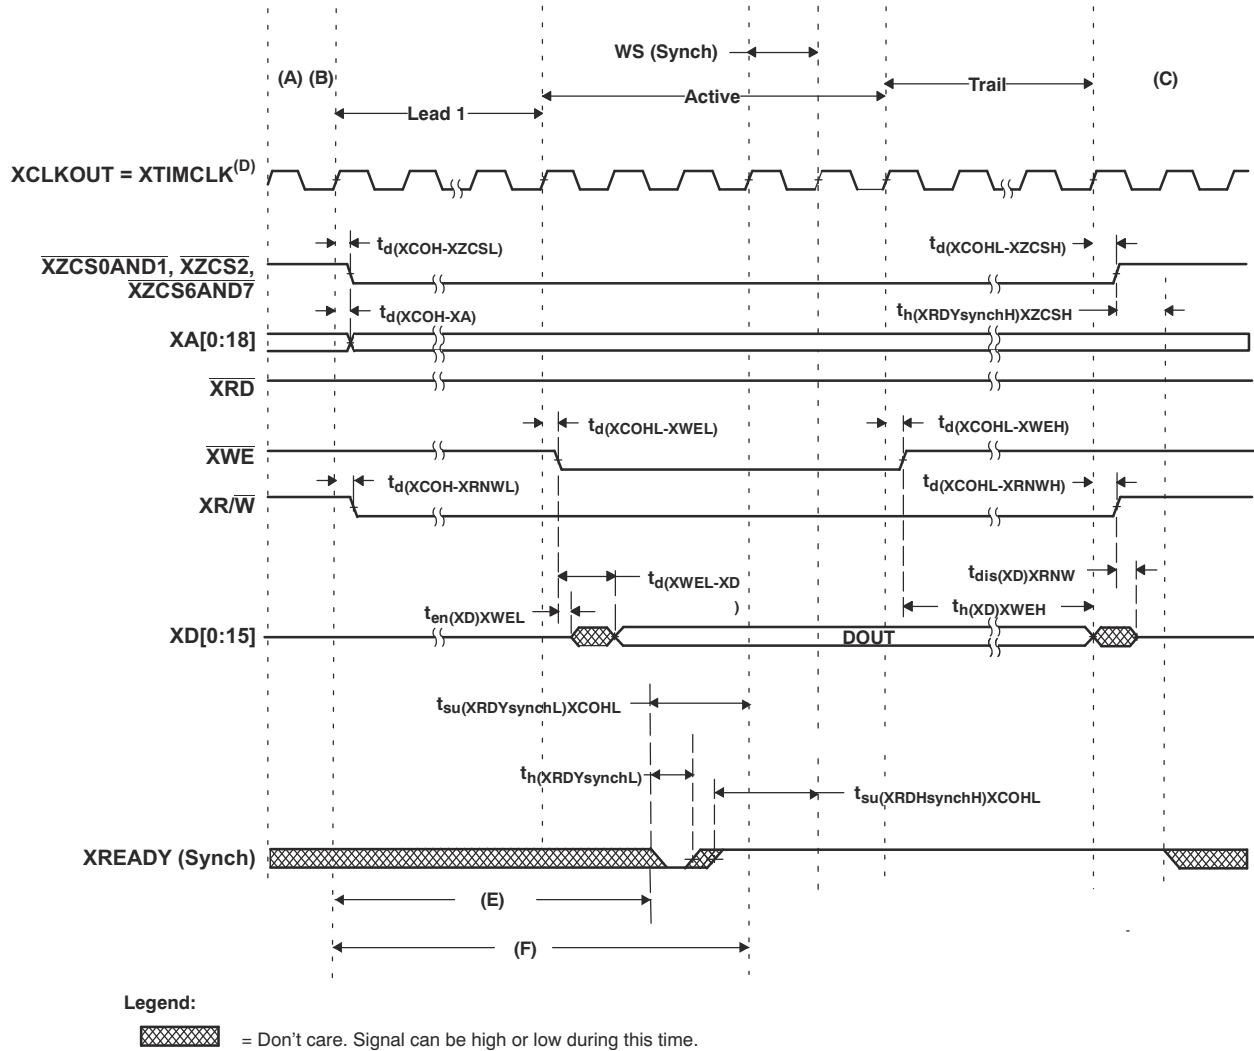 WS (Synch)
(A) (B)
(C)
Trail
Active
Lead 1
XCLKOUT = XTIMCLK(D)
td(XCOH-XZCSL)
td(XCOHL-XZCSH)
XZCS0AND1, XZCS2,
XZCS6AND7
td(XCOH-XA)
th(XRDYsynchH)XZCSH
XA[0:18]
XRD
td(XCOHL-XWEL)
td(XCOHL-XWEH)
XWE
td(XCOH-XRNWL)
td(XCOHL-XRNWH)
XR/W
td(XWEL-XD
)
tdis(XD)XRNW
ten(XD)XWEL
th(XD)XWEH
XD[0:15]
DOUT
tsu(XRDYsynchL)XCOHL
th(XRDYsynchL)
tsu(XRDHsynchH)XCOHL
XREADY (Synch)
(E)
(F)
Legend:
= Don't care. Signal can be high or low during this time.